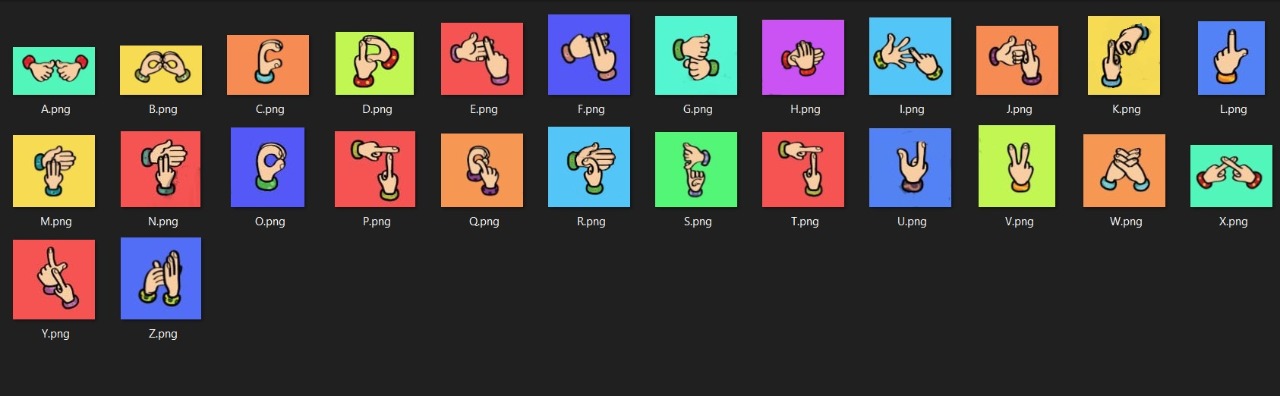 A.png B.png C.png D.png E.png F.png G.png H.png I.png J.png K.png L.png
M.png N.png O.png P.png Q.png R.png S.png T.png U.png V.png W.png X.png
Y.png Z.png